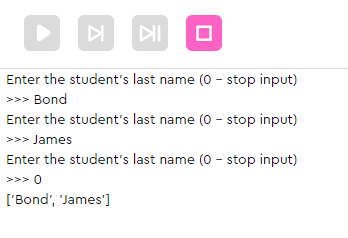 Enter the student's last name (0 - stop input)
>>> Bond
Enter the student's last name (0 - stop input)
>>> James
Enter the student's last name (0 - stop input)
>>> 0
['Bond', 'James']